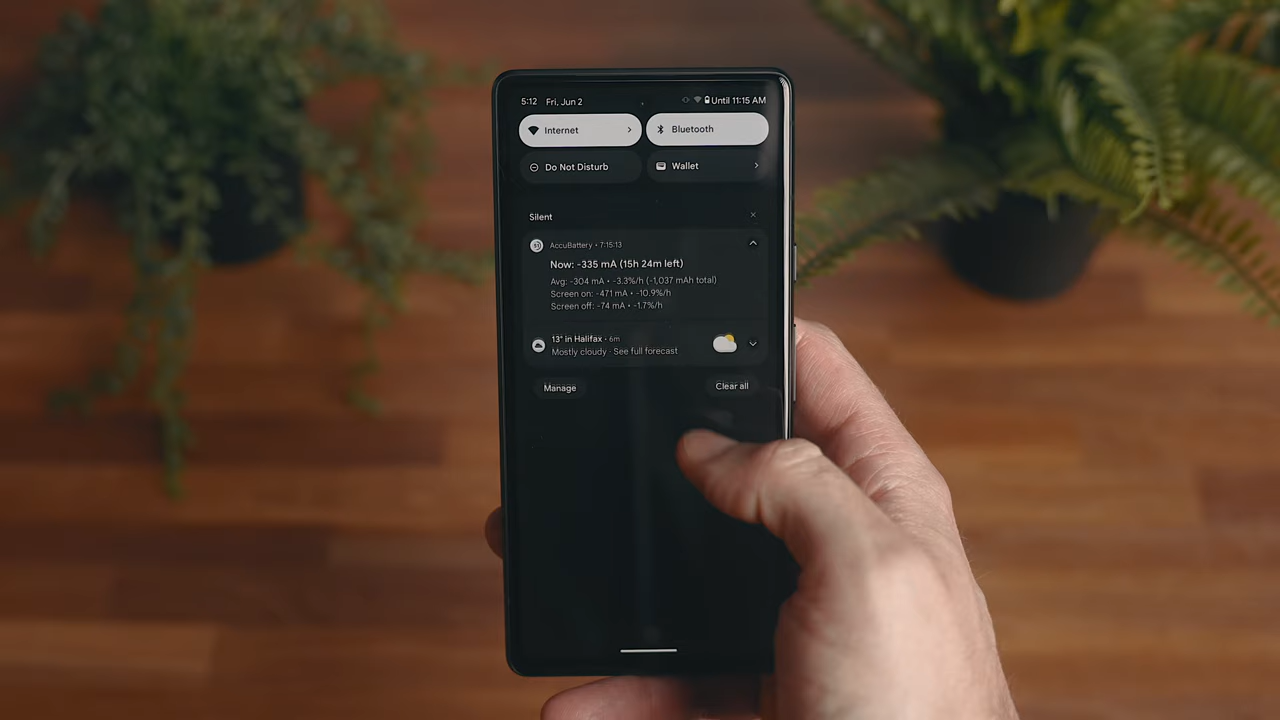 5:12 Fri, Jun 2 Until 11:15 AM
Internet Bluetooth
Do Not Disturb Wallet
Silent
AccuBattery • 7:15:13
Now: -335 mA (15h 24m left)
Avg: -304 mA • -3.3%/h (-1,037 mAh total)
Screen on: -471 mA • -10.9%/h
Screen off: -74 mA • -1.7%/h
13° in Halifax · 6m
Mostly cloudy · See full forecast
Manage Clear all